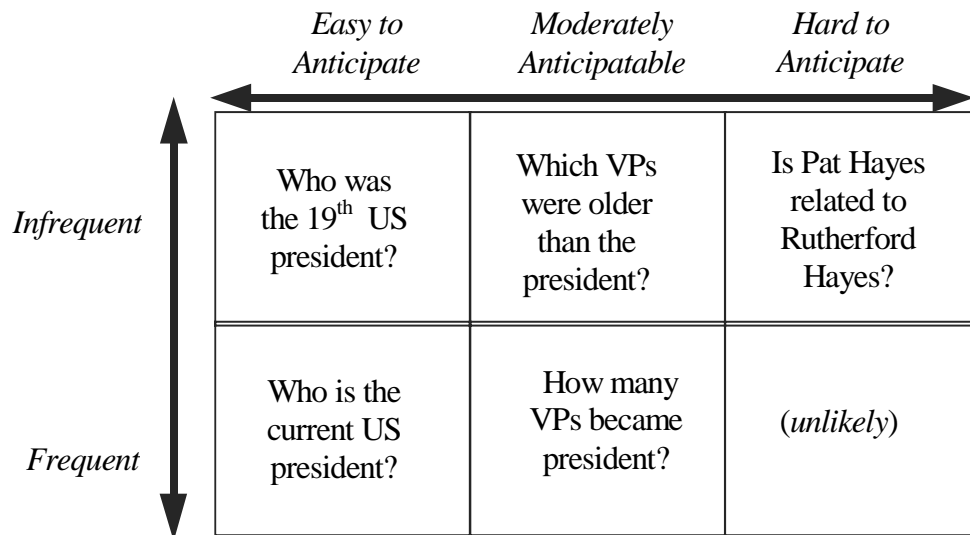 Easy to
Anticipate
Moderately
Anticipatable
Hard to
Anticipate
Infrequent
Who was
the 19th US
president?
Which VPs
were older
than the
president?
Is Pat Hayes
related to
Rutherford
Hayes?
Frequent
Who is the
current US
president?
How many
VPs became
president?
(unlikely)